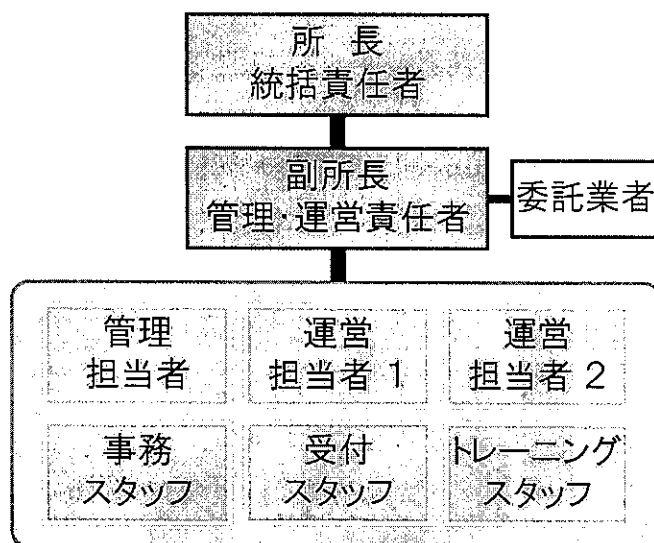 所 長
統括責任者
副所長
管理・運営責任者
委託業者
管理
担当者
運営
担当者 1
運営
担当者 2
事務
スタッフ
受付
スタッフ
トレーニング
スタッフ